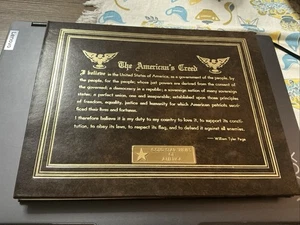 The American's Creed
I believe in the United States of America, as a government of the people, by
the people, for the people; whose just powers are derived from the consent of
the governed; a democracy in a republic; a sovereign nation of many sovereign
states; a perfect union, one and inseparable; established upon those principles
of freedom, equality, justice and humanity for which American patriots sacri-
ficed their lives and fortunes.
I therefore believe it is my duty to my country to love it, to support its consti-
tution, to obey its laws, to respect its flag, and to defend it against all enemies.
— William Tyler Page